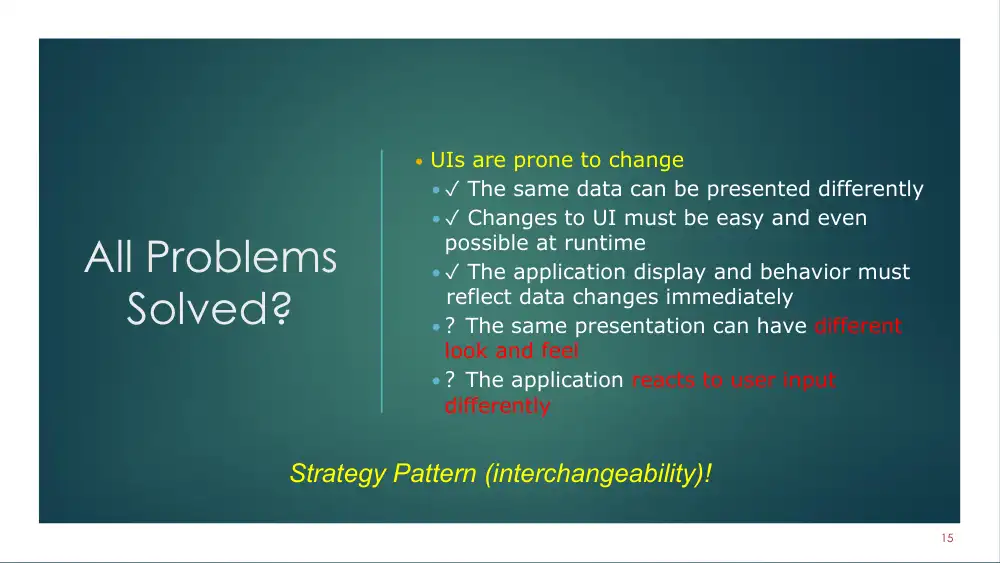 All Problems
Solved?
• UIs are prone to change
• ✓ The same data can be presented differently
• ✓ Changes to UI must be easy and even
possible at runtime
• ✓ The application display and behavior must
reflect data changes immediately
• ? The same presentation can have different
look and feel
• ? The application reacts to user input
differently
Strategy Pattern (interchangeability)!
15